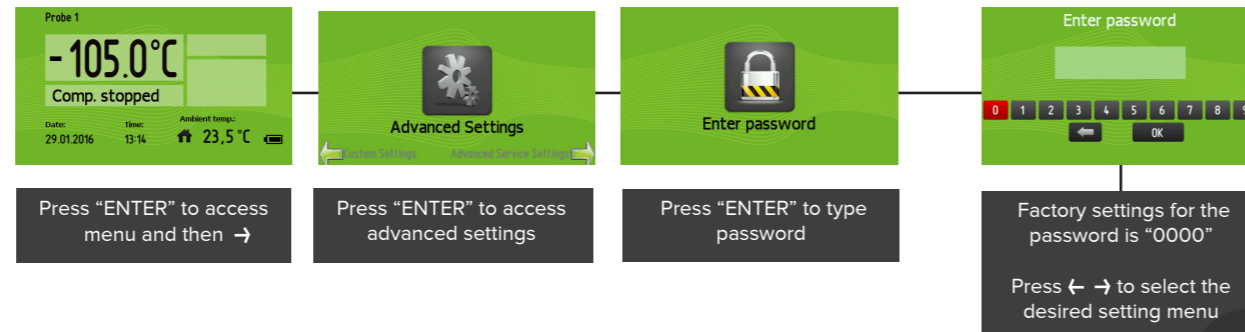 Probe 1
-105.0°C
Comp. stopped
Date: Time: Ambient temp.:
29.01.2016 13:14 23,5 °C
Press “ENTER” to access
menu and then →
Advanced Settings
Custom Settings Advanced Service Settings
Press “ENTER” to access
advanced settings
Enter password
Press “ENTER” to type
password
Enter password
0 1 2 3 4 5 6 7 8 9
← OK
Factory settings for the
password is “0000”
Press ← → to select the
desired setting menu